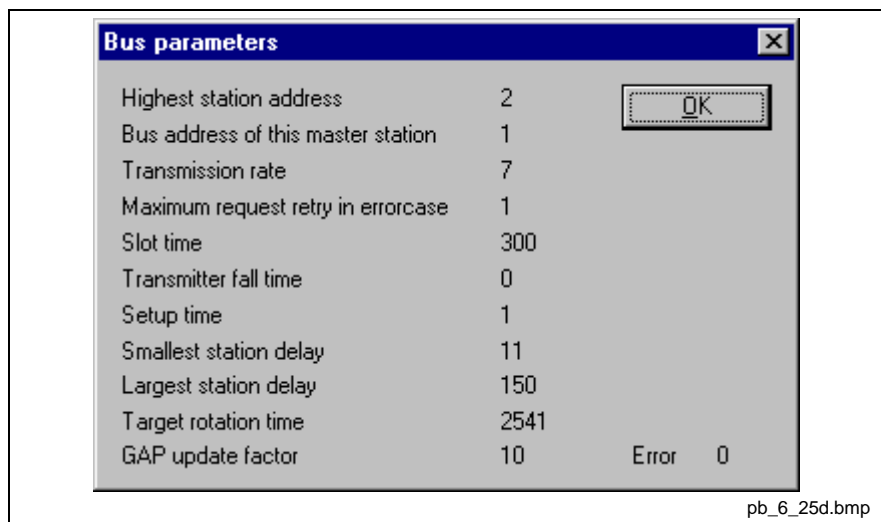 Bus parameters
Highest station address 2 OK
Bus address of this master station 1
Transmission rate 7
Maximum request retry in errorcase 1
Slot time 300
Transmitter fall time 0
Setup time 1
Smallest station delay 11
Largest station delay 150
Target rotation time 2541
GAP update factor 10 Error 0
pb_6_25d.bmp